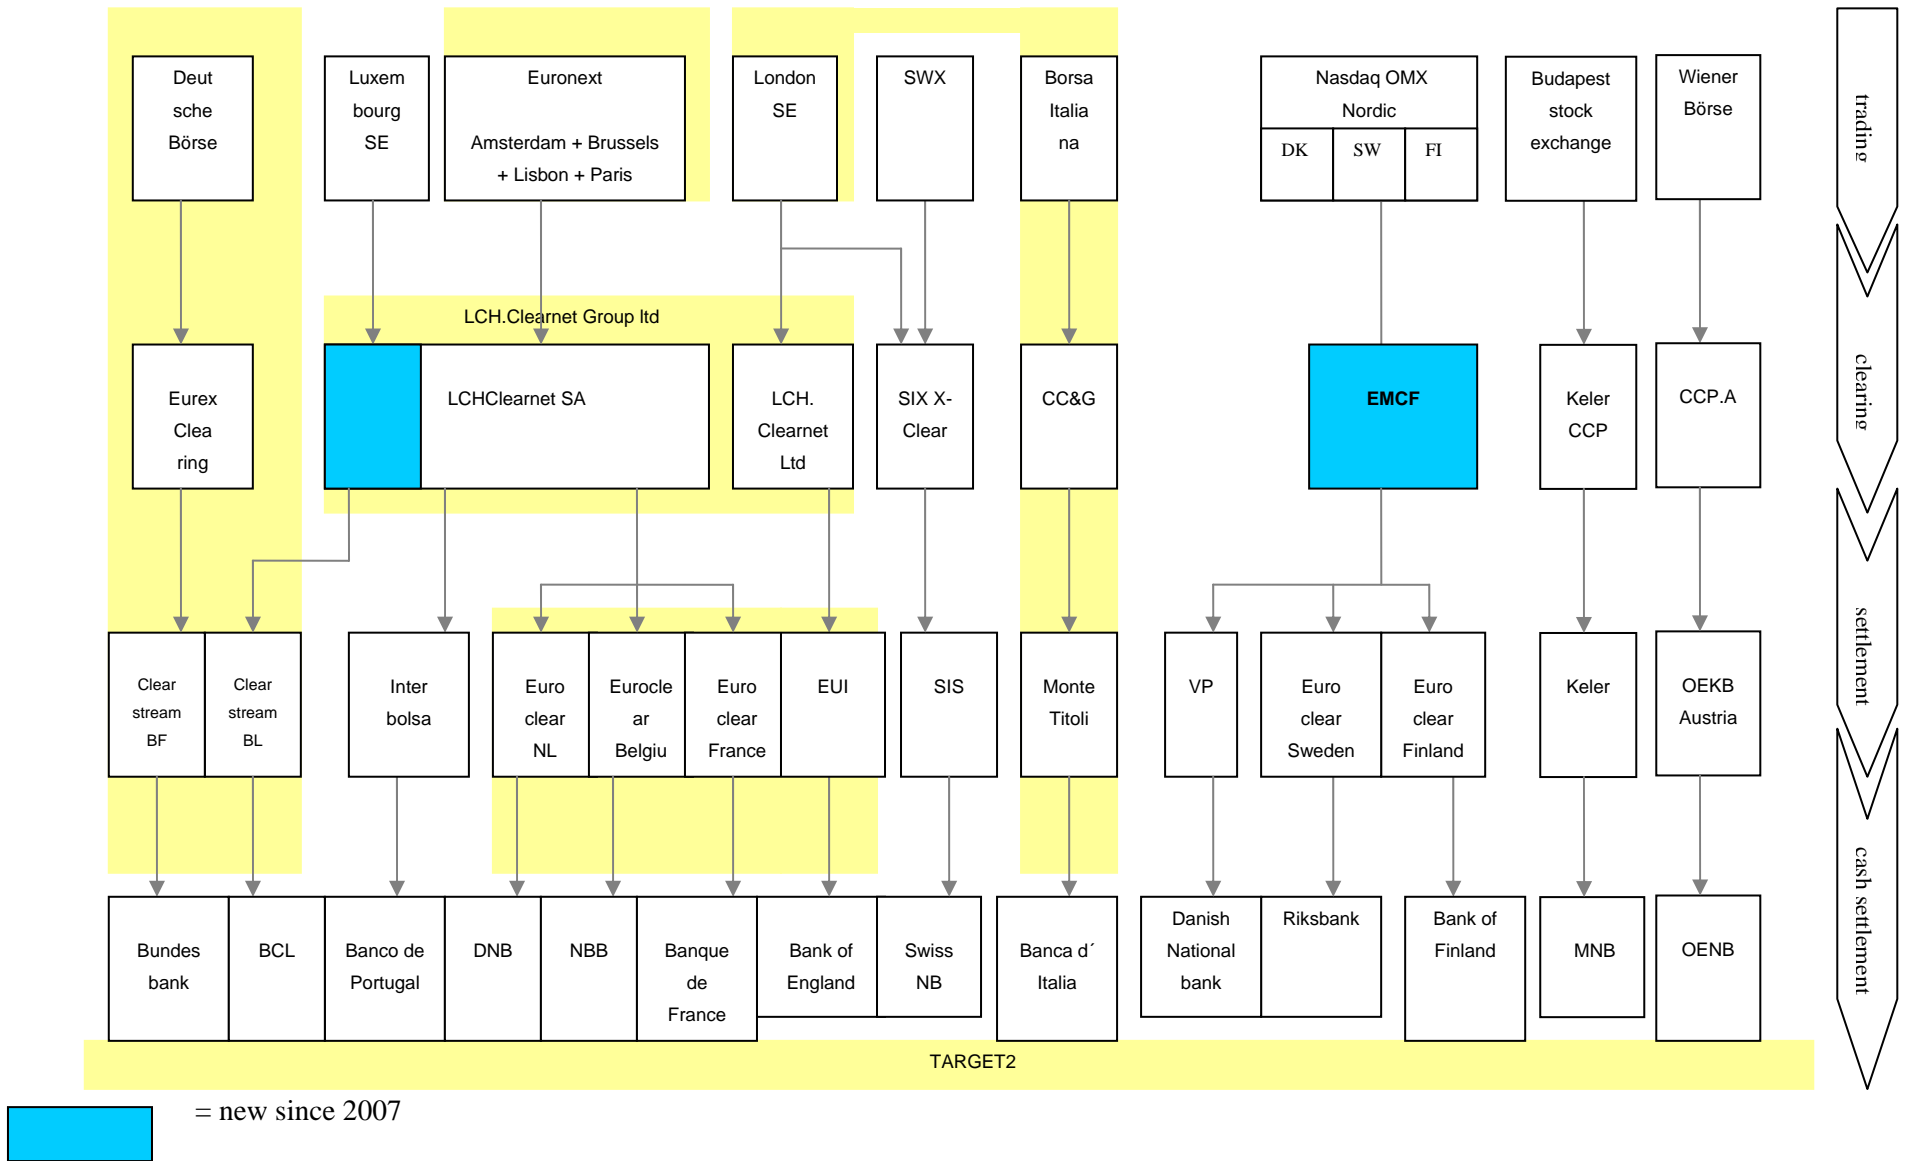 Deut
sche
Börse
Luxem
bourg
SE
Euronext
Amsterdam + Brussels
+ Lisbon + Paris
London
SE
SWX
Borsa
Italia
na
Nasdaq OMX
Nordic
DK
SW
FI
Budapest
stock
exchange
Wiener
Börse
trading
LCH.Clearnet Group ltd
Eurex
Clea
ring
LCHClearnet SA
LCH.
Clearnet
Ltd
SIX X-
Clear
CC&G
EMCF
Keler
CCP
CCP.A
clearing
Clear
stream
BF
Clear
stream
BL
Inter
bolsa
Euro
clear
NL
Eurocle
ar
Belgiu
Euro
clear
France
EUI
SIS
Monte
Titoli
VP
Euro
clear
Sweden
Euro
clear
Finland
Keler
OEKB
Austria
settlement
Bundes
bank
BCL
Banco de
Portugal
DNB
NBB
Banque
de
France
Bank of
England
Swiss
NB
Banca d´
Italia
Danish
National
bank
Riksbank
Bank of
Finland
MNB
OENB
cash settlement
TARGET2
= new since 2007